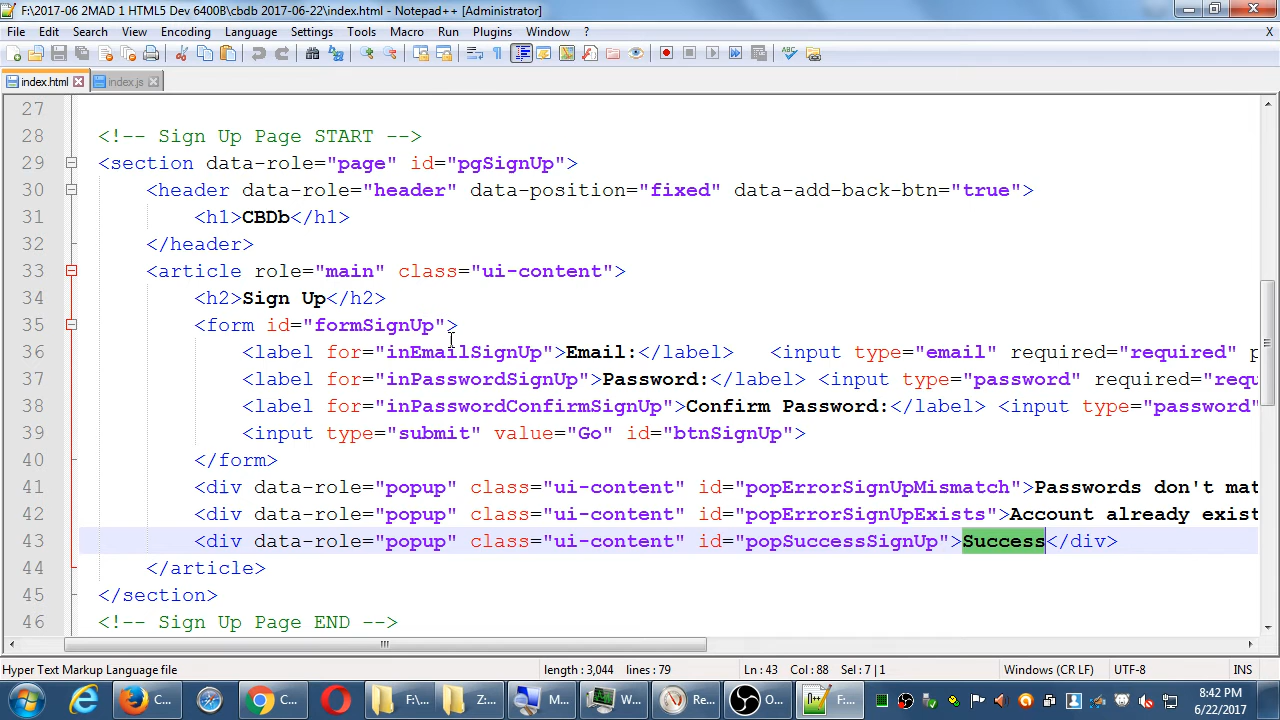 F:\2017-06 2MAD 1 HTML5 Dev 6400B\cbdb 2017-06-22\index.html - Notepad++ [Administrator]
File Edit Search View Encoding Language Settings Tools Macro Run Plugins Window ? X
index.html index.js
27
28 <!-- Sign Up Page START -->
29 <section data-role="page" id="pgSignUp">
30 <header data-role="header" data-position="fixed" data-add-back-btn="true">
31 <h1>CBDb</h1>
32 </header>
33 <article role="main" class="ui-content">
34 <h2>Sign Up</h2>
35 <form id="formSignUp">
36 <label for="inEmailSignUp">Email:</label> <input type="email" required="required" p
37 <label for="inPasswordSignUp">Password:</label> <input type="password" required="requ
38 <label for="inPasswordConfirmSignUp">Confirm Password:</label> <input type="password"
39 <input type="submit" value="Go" id="btnSignUp">
40 </form>
41 <div data-role="popup" class="ui-content" id="popErrorSignUpMismatch">Passwords don't mat
42 <div data-role="popup" class="ui-content" id="popErrorSignUpExists">Account already exist
43 <div data-role="popup" class="ui-content" id="popSuccessSignUp">Success</div>
44 </article>
45 </section>
46 <!-- Sign Up Page END -->
Hyper Text Markup Language file length : 3,044 lines : 79 Ln : 43 Col : 88 Sel : 7 | 1 Windows (CR LF) UTF-8 INS
C... C... F:\... Z:... M... W... Re... O... F:... 8:42 PM
6/22/2017